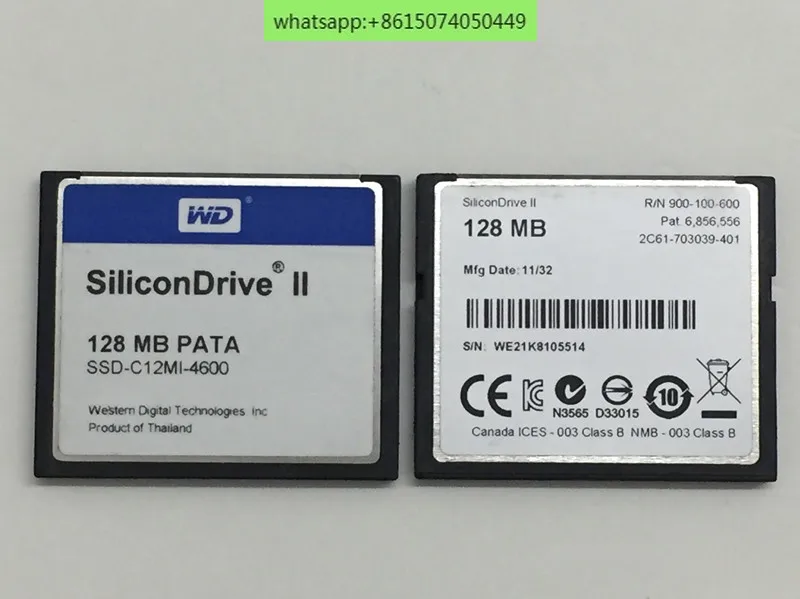 whatsapp:+8615074050449
WD®
SiliconDrive® II
128 MB PATA
SSD-C12MI-4600
Western Digital Technologies Inc
Product of Thailand
SiliconDrive II
128 MB
R/N 900-100-600
Pat. 6,856,556
2C61-703039-401
Mfg Date: 11/32
S/N: WE21K8105514
CE
N3565
D33015
10
Canada ICES - 003 Class B NMB - 003 Class B